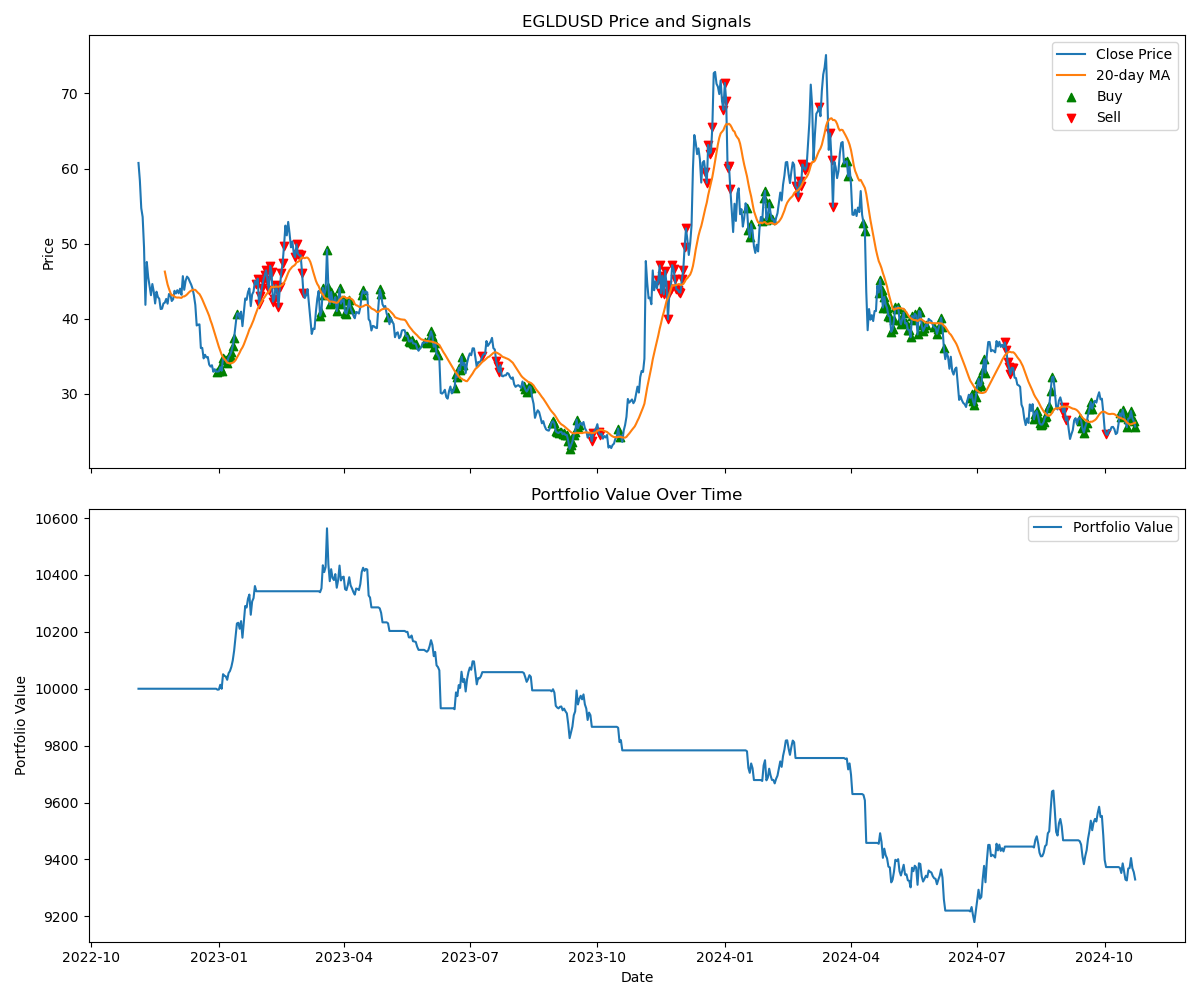 EGLDUSD Price and Signals
Price
70
60
50
40
30
Close Price
20-day MA
Buy
Sell
Portfolio Value Over Time
Portfolio Value
10600
10400
10200
10000
9800
9600
9400
9200
Portfolio Value
2022-10
2023-01
2023-04
2023-07
2023-10
2024-01
2024-04
2024-07
2024-10
Date